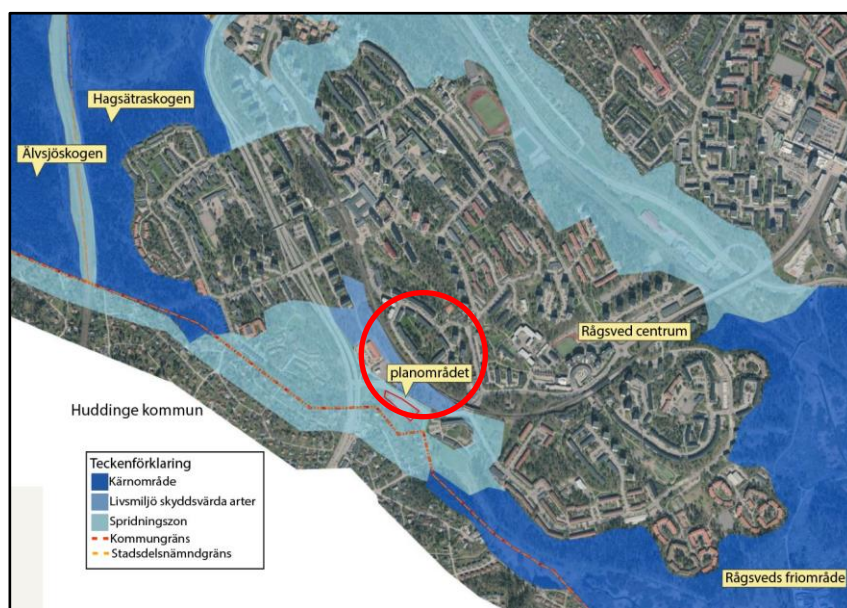 Hagsätraskogen
Älvsjöskogen
Rågsved centrum
planområdet
Huddinge kommun
Teckenförklaring
Kärnområde
Livsmiljö skyddsvärda arter
Spridningszon
Kommungräns
Stadsdelsnämndgräns
Rågsveds friområde